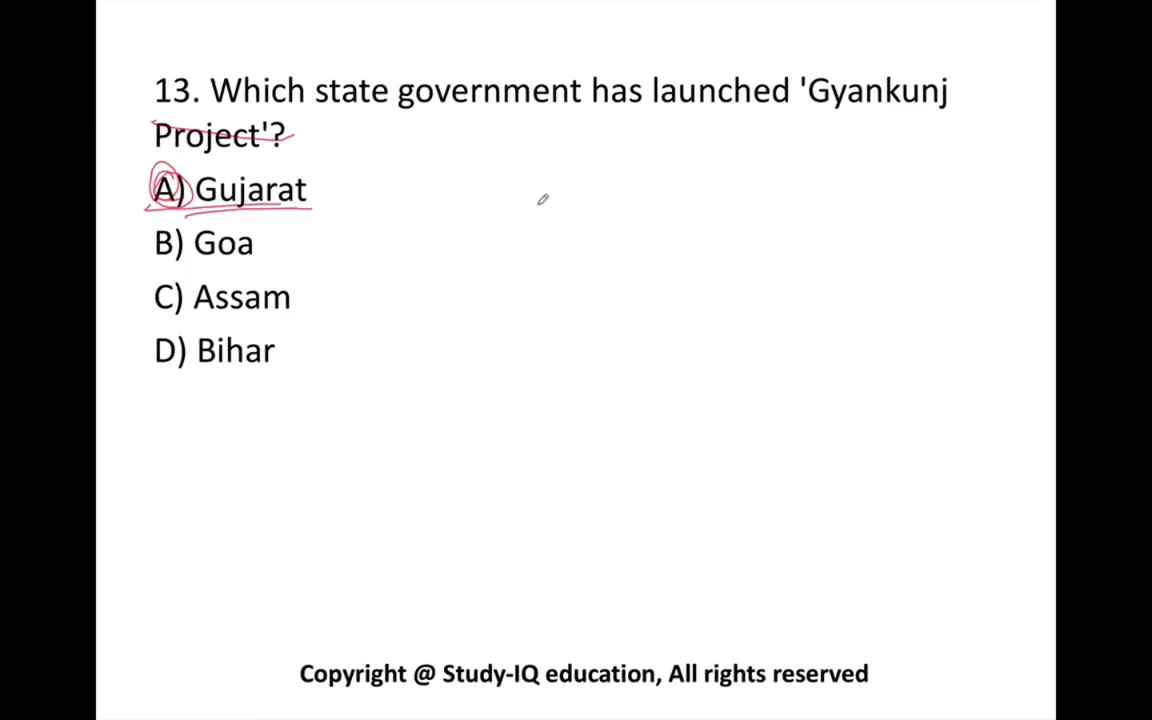 13. Which state government has launched 'Gyankunj
Project'?
A) Gujarat
B) Goa
C) Assam
D) Bihar
Copyright @ Study-IQ education, All rights reserved